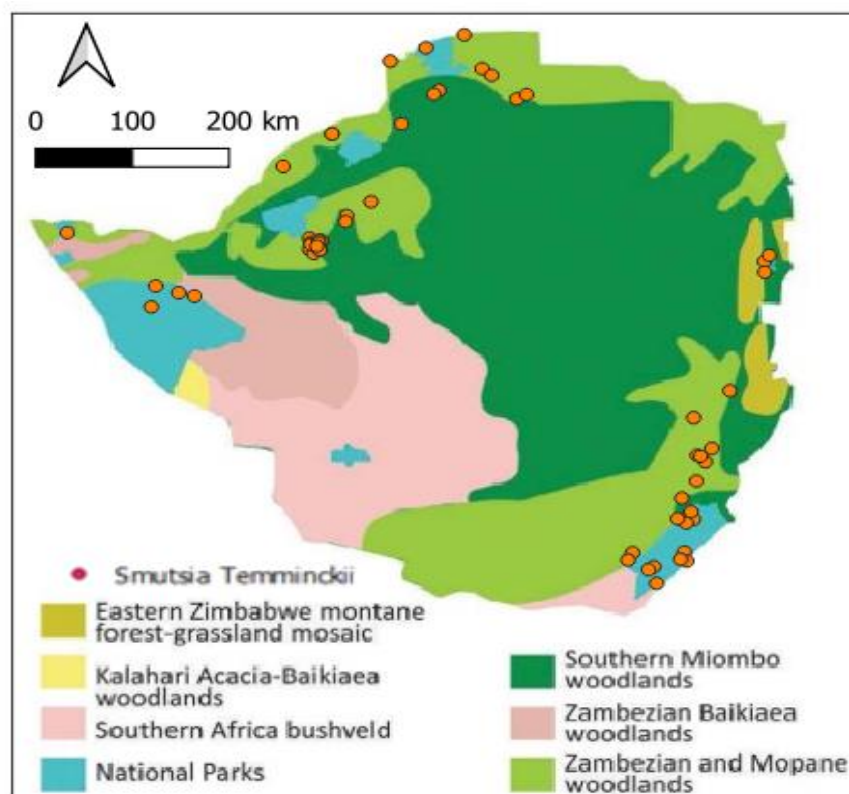 0 100 200 km
Smutsia Temminckii
Eastern Zimbabwe montane
forest-grassland mosaic
Kalahari Acacia-Baikiaea
woodlands
Southern Africa bushveld
National Parks
Southern Miombo
woodlands
Zambezian Baikiaea
woodlands
Zambezian and Mopane
woodlands